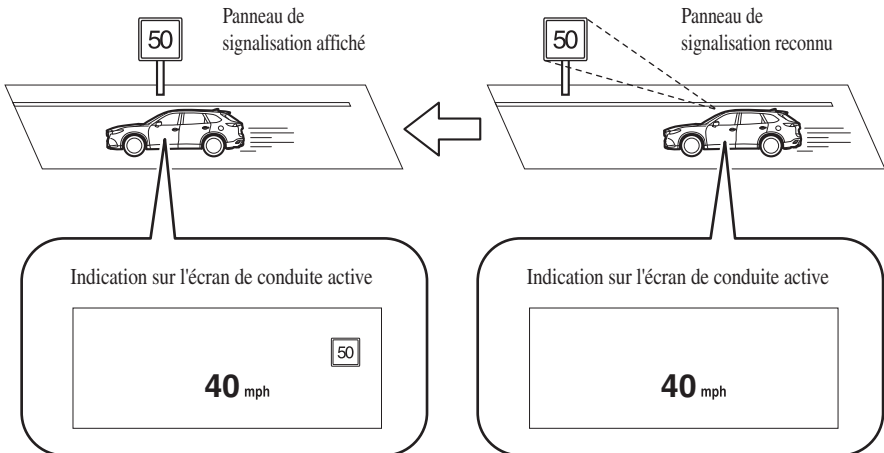 50
Panneau de
signalisation affiché
50
Panneau de
signalisation reconnu
Indication sur l'écran de conduite active
50
40 mph
Indication sur l'écran de conduite active
40 mph